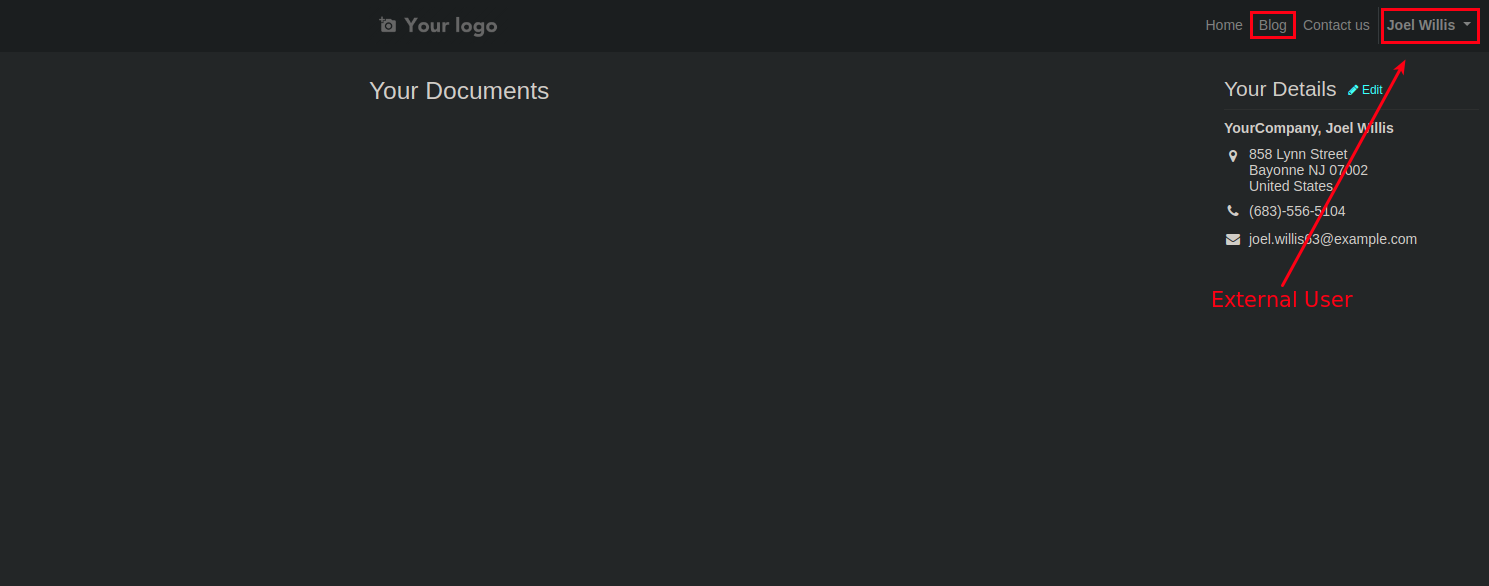 Your logo
Home Blog Contact us Joel Willis
Your Documents
Your Details Edit
YourCompany, Joel Willis
858 Lynn Street
Bayonne NJ 07002
United States
(683)-556-5104
joel.willis63@example.com
External User